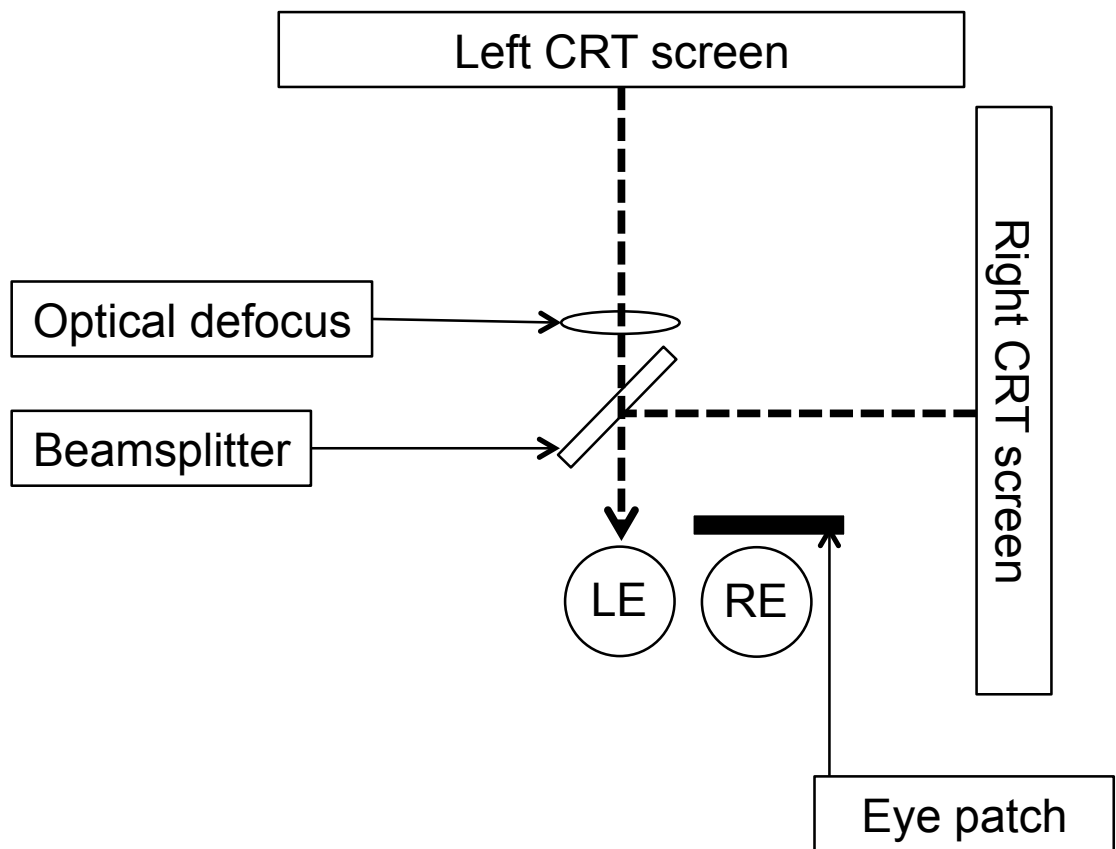 Left CRT screen
Right CRT screen
Optical defocus
Beamsplitter
LE
RE
Eye patch